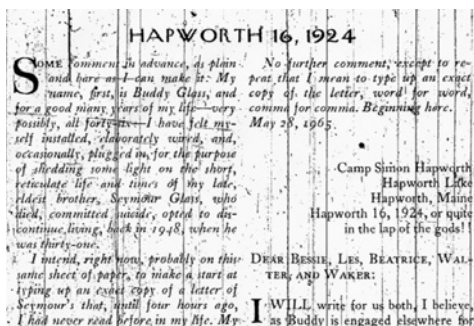 HAPWORTH 16, 1924
SOME comment in advance, as plain
and bare as I can make it: My
name, first, is Buddy Glass, and
for a good many years of my life—very
possibly, all forty-six—I have felt my-
self installed, elaborately wired, and,
occasionally, plugged in, for the purpose
of shedding some light on the short,
reticulate life and times of my late,
eldest brother, Seymour Glass, who
died, committed suicide, opted to dis-
continue living, back in 1948, when he
was thirty-one.
I intend, right now, probably on this
same sheet of paper, to make a start at
typing up an exact copy of a letter of
Seymour's that, until four hours ago,
I had never read before in my life. My
No further comment, except to re-
peat that I mean to type up an exact
copy of the letter, word for word,
comma for comma. Beginning here.
May 28, 1965
Camp Simon Hapworth
Hapworth Lake
Hapworth, Maine
Hapworth 16, 1924, or quite
in the lap of the gods!!
DEAR BESSIE, LES, BEATRICE, WAL-
TER, AND WAKER:
I WILL write for us both, I believe,
as Buddy is engaged elsewhere for